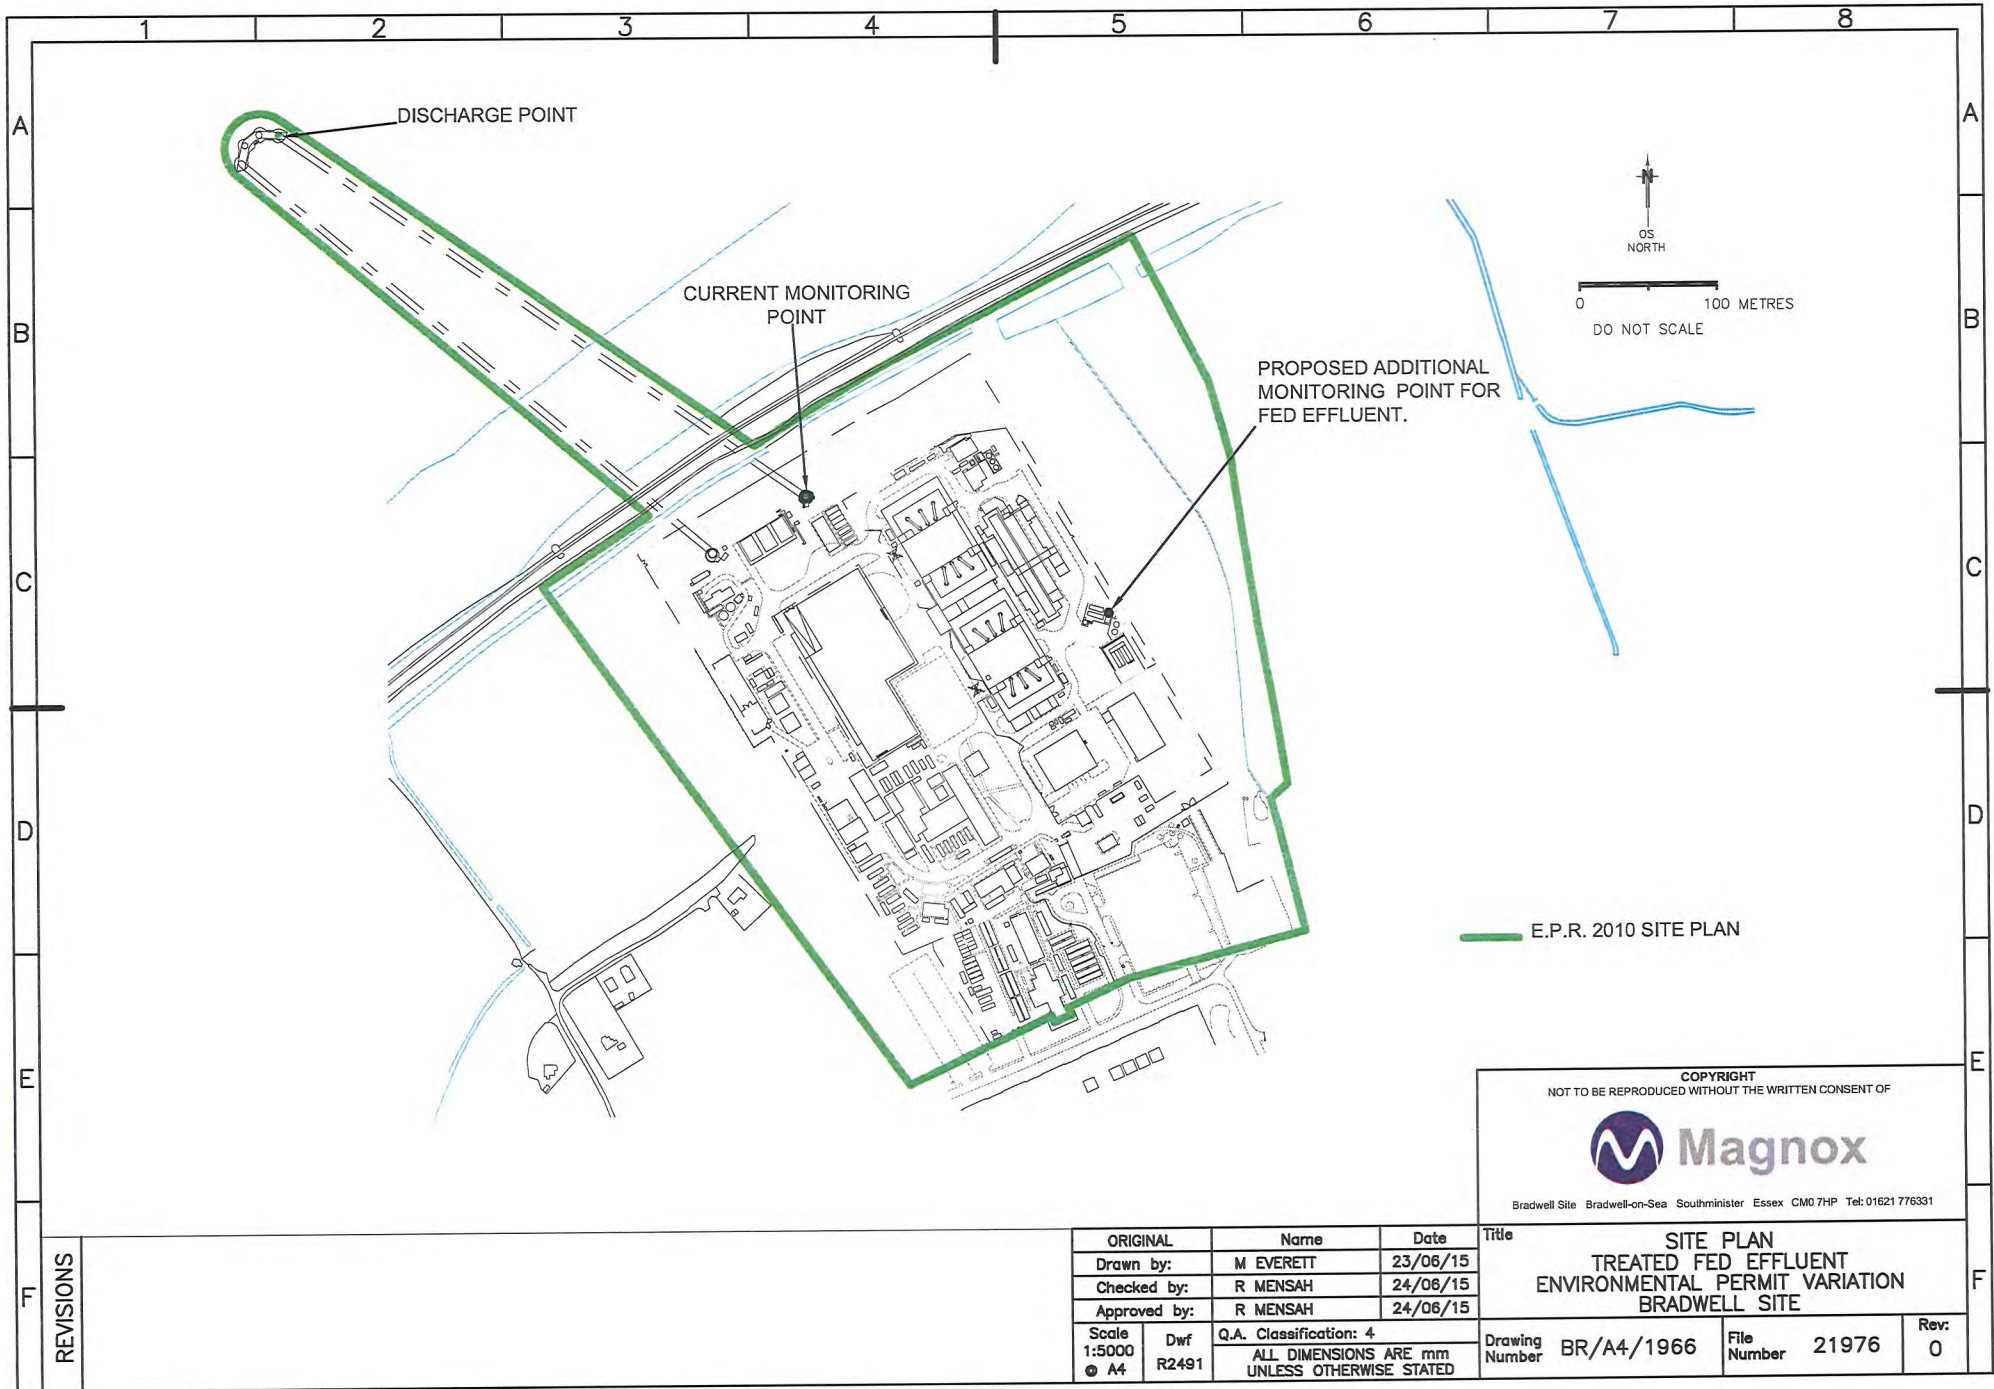 1 2 3 4 5 6 7 8
A A
DISCHARGE POINT
N
OS
NORTH
0 100 METRES
DO NOT SCALE
CURRENT MONITORING
POINT
B B
PROPOSED ADDITIONAL
MONITORING POINT FOR
FED EFFLUENT.
C C
D D
E.P.R. 2010 SITE PLAN
E E
COPYRIGHT
NOT TO BE REPRODUCED WITHOUT THE WRITTEN CONSENT OF
Magnox
Bradwell Site Bradwell-on-Sea Southminister Essex CM0 7HP Tel: 01621 776331
F F
REVISIONS
ORIGINAL Name Date
Drawn by: M EVERETT 23/06/15
Checked by: R MENSAH 24/06/15
Approved by: R MENSAH 24/06/15
Scale
1:5000
@ A4
Dwf
R2491
Q.A. Classification: 4
ALL DIMENSIONS ARE mm
UNLESS OTHERWISE STATED
Title
SITE PLAN
TREATED FED EFFLUENT
ENVIRONMENTAL PERMIT VARIATION
BRADWELL SITE
Drawing
Number
BR/A4/1966
File
Number
21976
Rev:
0